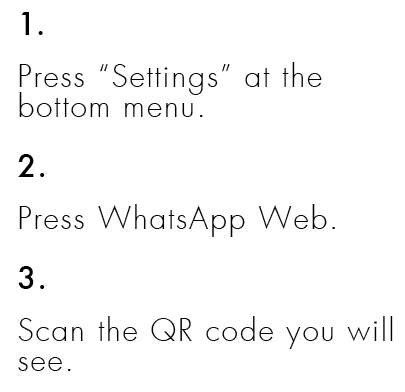 1.
Press “Settings” at the
bottom menu.
2.
Press WhatsApp Web.
3.
Scan the QR code you will
see.